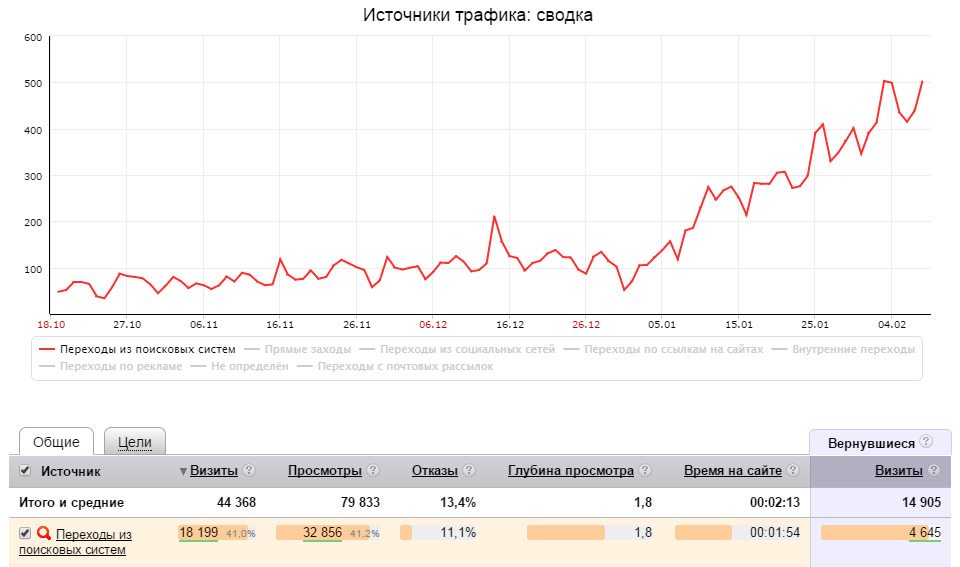 Источники трафика: сводка
600
500
400
300
200
100
18.10 27.10 06.11 16.11 26.11 06.12 16.12 26.12 05.01 15.01 25.01 04.02
Переходы из поисковых систем Прямые заходы Переходы из социальных сетей Переходы по ссылкам на сайтах Внутренние переходы
Переходы по рекламе Не определён Переходы с почтовых рассылок
Общие Цели Вернувшиеся ?
Источник ▼ Визиты ? Просмотры ? Отказы ? Глубина просмотра ? Время на сайте ? Визиты ?
Итого и средние 44 368 79 833 13,4% 1,8 00:02:13 14 905
Переходы из 18 199 41,0% 32 856 41,2% 11,1% 1,8 00:01:54 4 645
поисковых систем